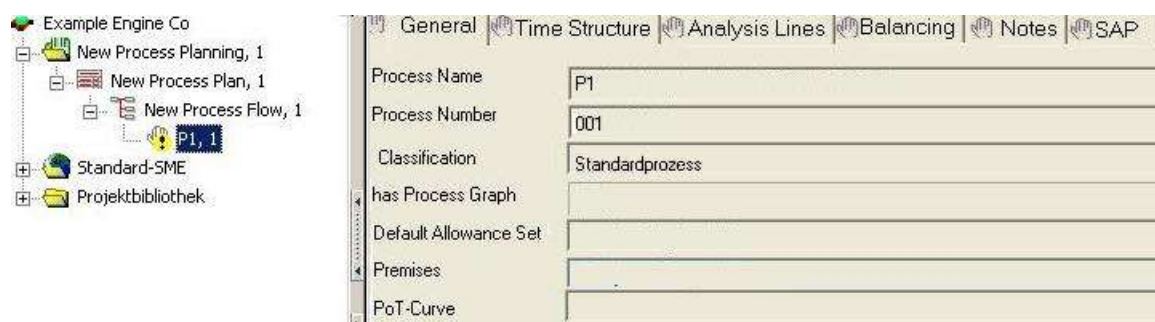 Example Engine Co
New Process Planning, 1
New Process Plan, 1
New Process Flow, 1
P1, 1
Standard-SME
Projektbibliothek
General Time Structure Analysis Lines Balancing Notes SAP
Process Name P1
Process Number 001
Classification Standardprozess
has Process Graph
Default Allowance Set
Premises
PoT-Curve